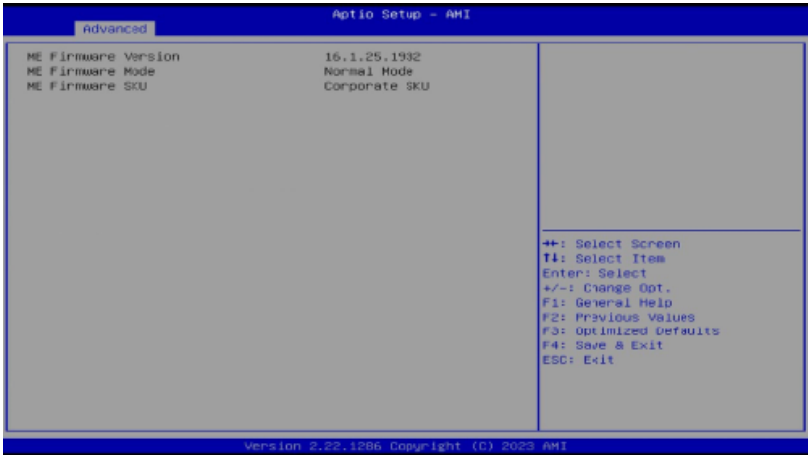 Aptio Setup - AMI
Advanced
ME Firmware Version 16.1.25.1932
ME Firmware Mode Normal Mode
ME Firmware SKU Corporate SKU
→←: Select Screen
↑↓: Select Item
Enter: Select
+/-: Change Opt.
F1: General Help
F2: Previous Values
F3: Optimized Defaults
F4: Save & Exit
ESC: Exit
Version 2.22.1286 Copyright (C) 2023 AMI